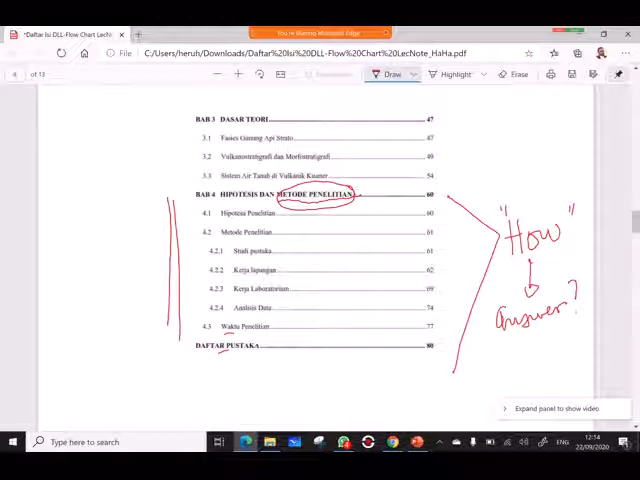 You're Sharing Microsoft Edge
*Daftar Isi DLL-Flow Chart LecNote
File
C:/Users/heruh/Downloads/Daftar%20Isi%20DLL-Flow%20Chart%20LecNote_HaHa.pdf
4 of 13
Draw
Highlight
Erase
BAB 3 DASAR TEORI 47
3.1 Fasies Gunung Api Strato 47
3.2 Vulkanostratigrafi dan Morfostratigrafi 49
3.3 Sistem Air Tanah di Vulkanik Kuarter 54
BAB 4 HIPOTESIS DAN METODE PENELITIAN 60
4.1 Hipotesa Penelitian 60
4.2 Metode Penelitian 61
4.2.1 Studi pustaka 61
4.2.2 Kerja lapangan 62
4.2.3 Kerja Laboratorium 69
4.2.4 Analisis Data 74
4.3 Waktu Penelitian 77
DAFTAR PUSTAKA 80
"How"
answer?
Expand panel to show video
Type here to search
ENG
12:14
22/09/2020